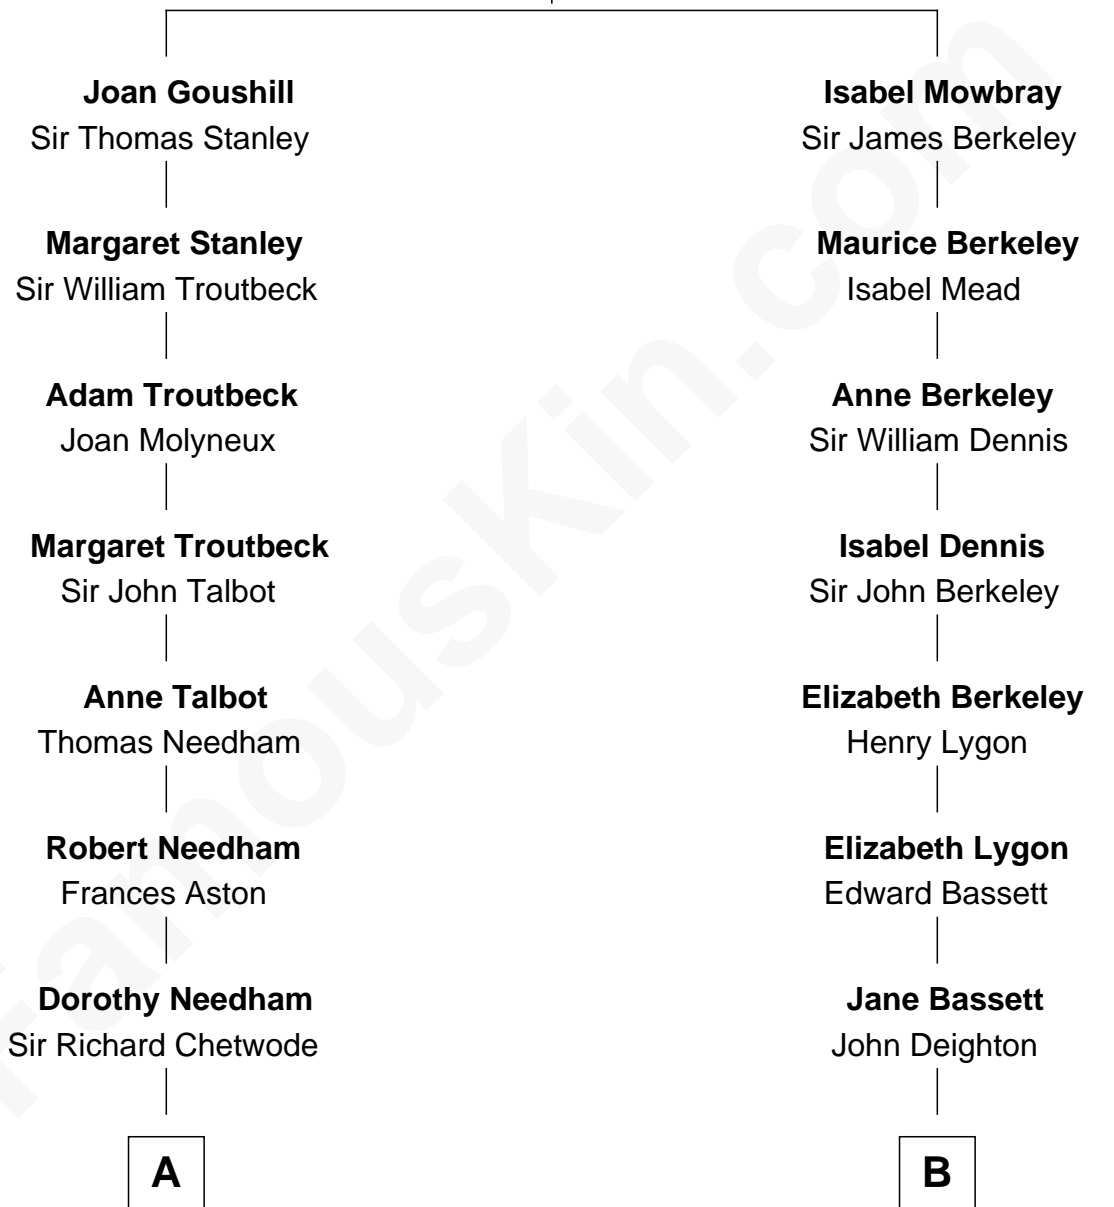 Joan Goushill
Sir Thomas Stanley
Margaret Stanley
Sir William Troutbeck
Adam Troutbeck
Joan Molyneux
Margaret Troutbeck
Sir John Talbot
Anne Talbot
Thomas Needham
Robert Needham
Frances Aston
Dorothy Needham
Sir Richard Chetwode
A
Isabel Mowbray
Sir James Berkeley
Maurice Berkeley
Isabel Mead
Anne Berkeley
Sir William Dennis
Isabel Dennis
Sir John Berkeley
Elizabeth Berkeley
Henry Lygon
Elizabeth Lygon
Edward Bassett
Jane Bassett
John Deighton
B
FamousKin.com